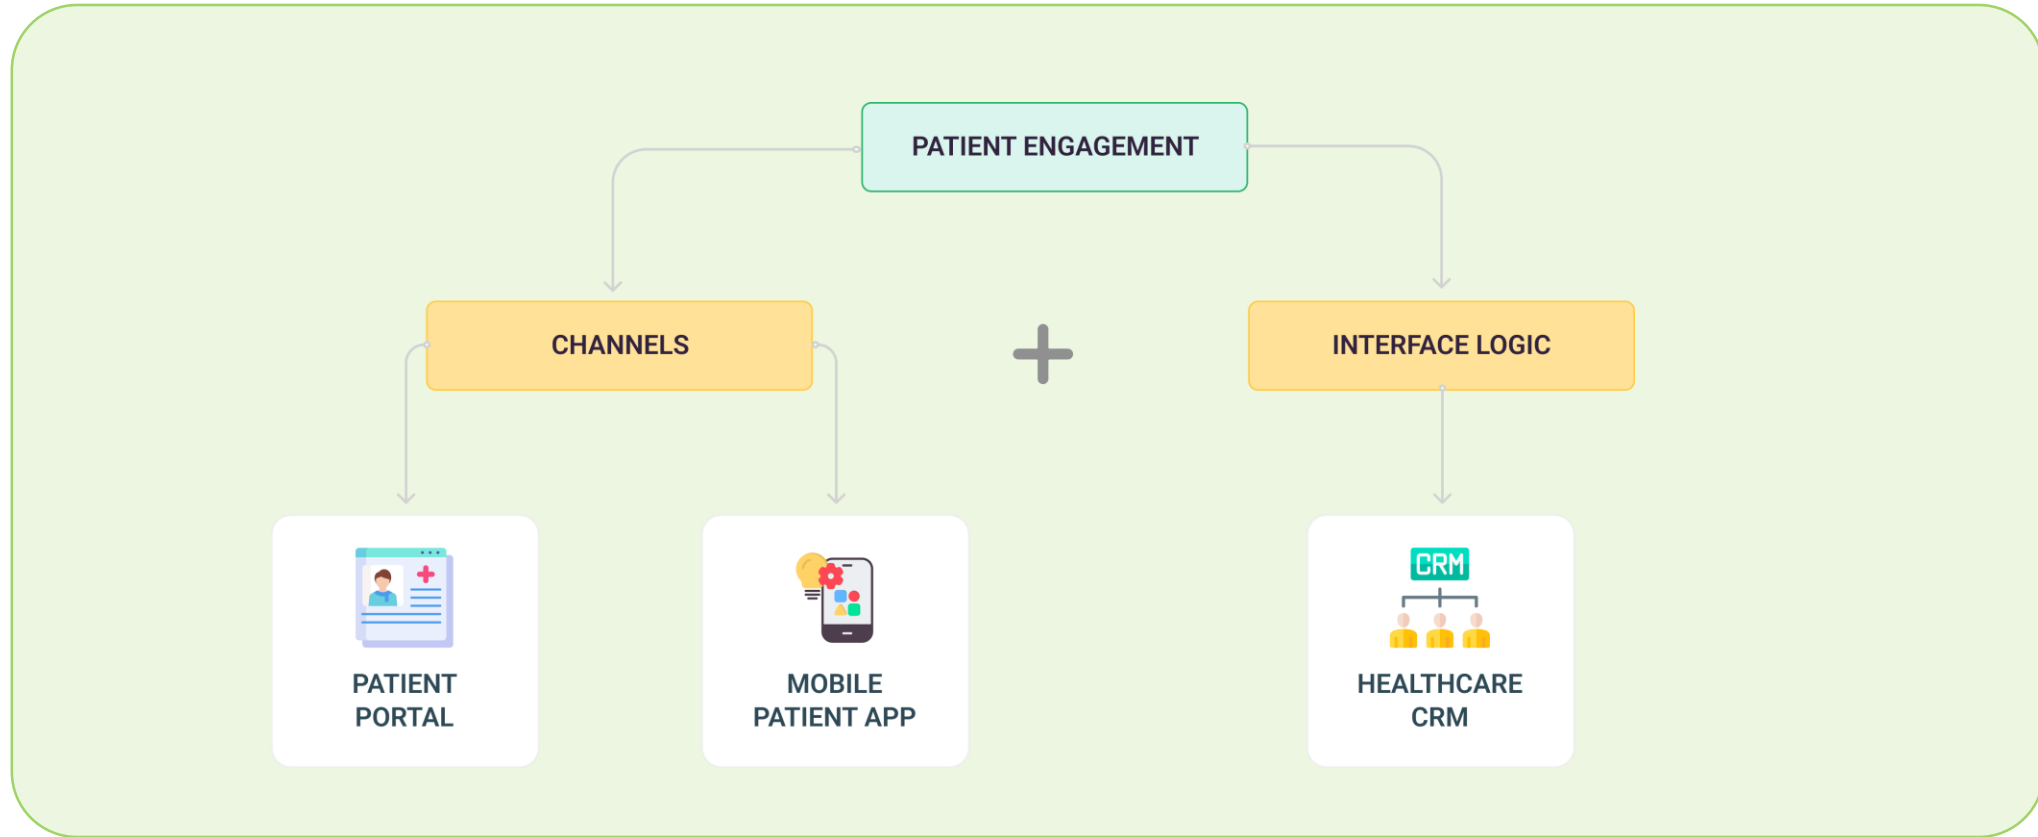 PATIENT ENGAGEMENT
CHANNELS
INTERFACE LOGIC
PATIENT
PORTAL
MOBILE
PATIENT APP
CRM
HEALTHCARE
CRM